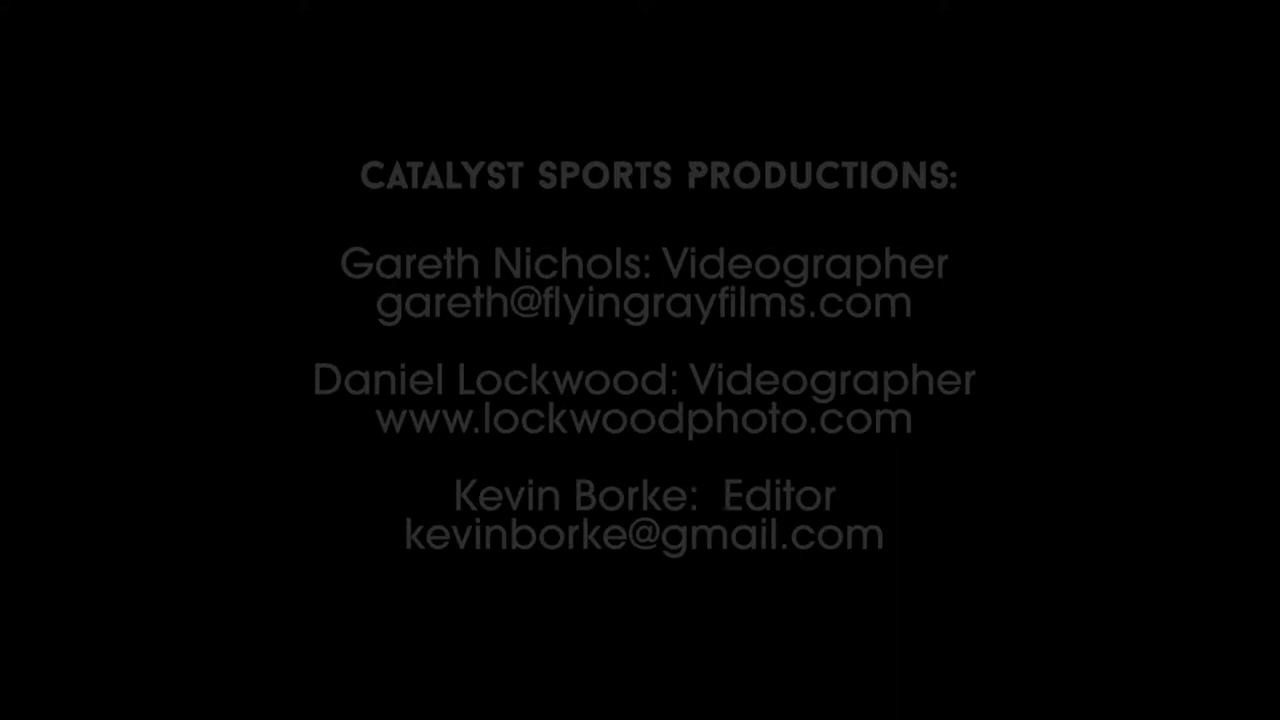 CATALYST SPORTS PRODUCTIONS:
Gareth Nichols: Videographer
gareth@flyingrayfilms.com
Daniel Lockwood: Videographer
www.lockwoodphoto.com
Kevin Borke:  Editor
kevinborke@gmail.com